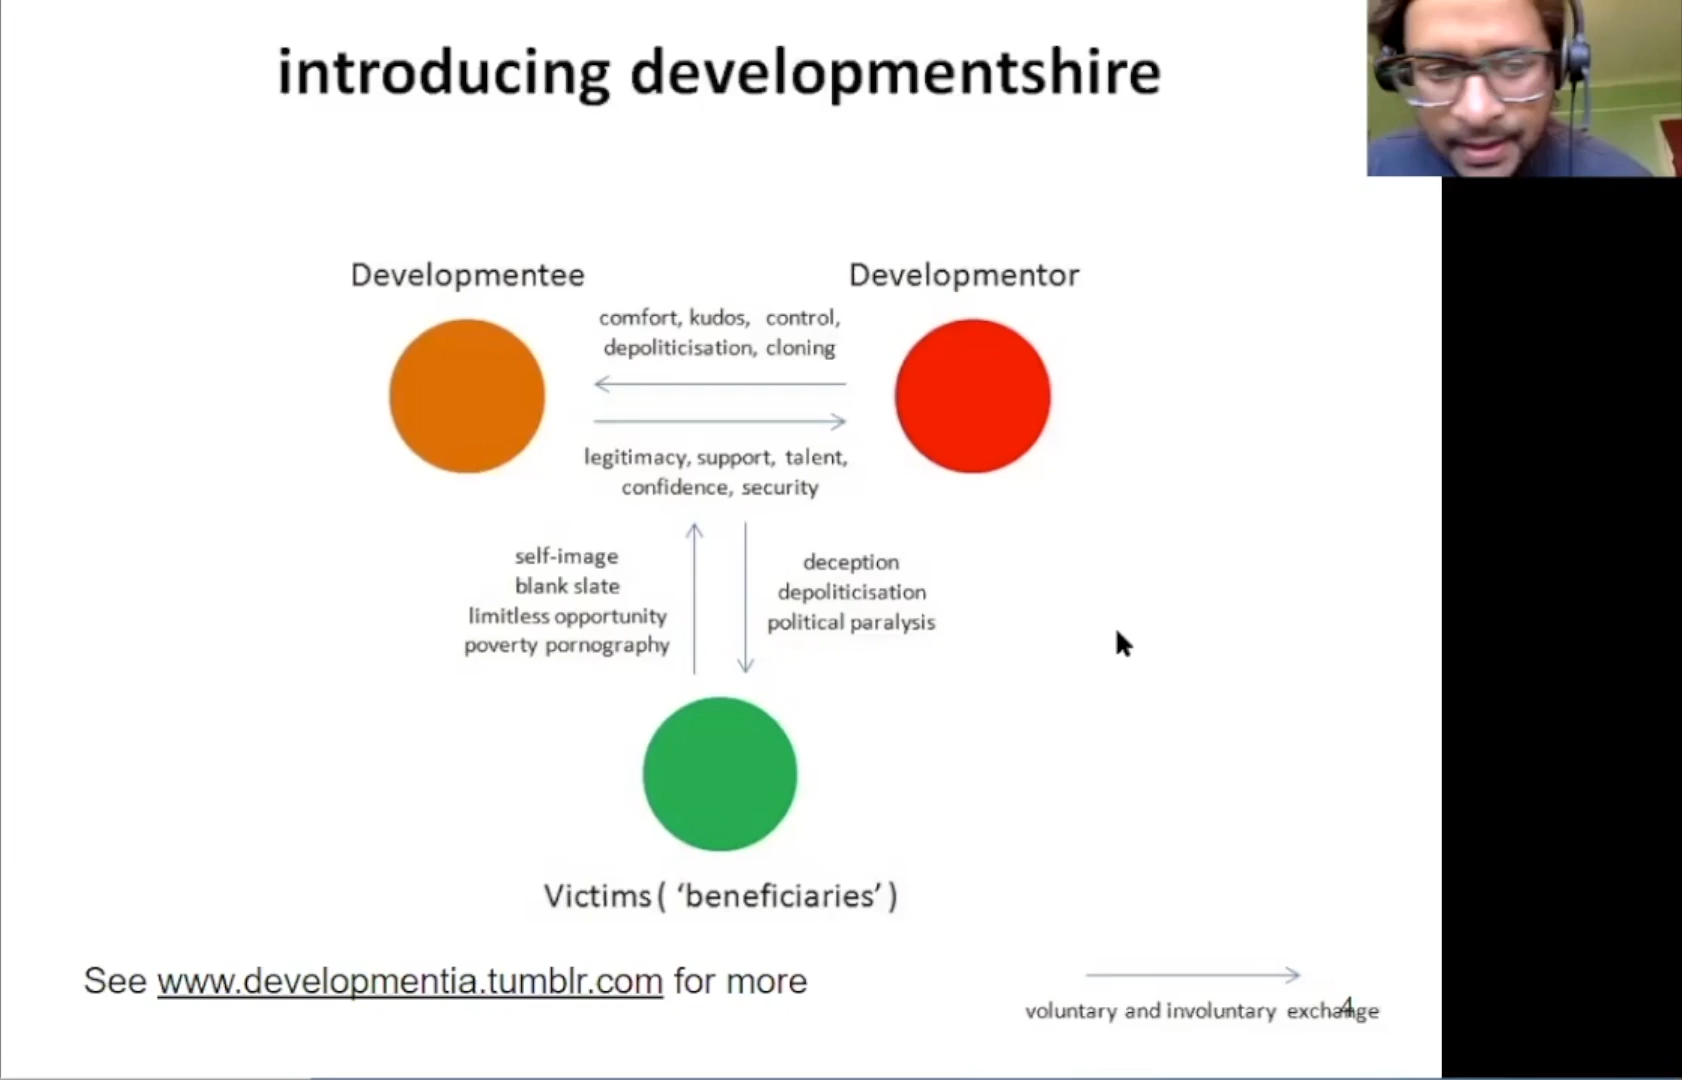 introducing developmentshire
Developmentee
Developmentor
comfort, kudos, control,
depoliticisation, cloning
legitimacy, support, talent,
confidence, security
self-image
blank slate
limitless opportunity
poverty pornography
deception
depoliticisation
political paralysis
Victims ( ‘beneficiaries’ )
See www.developmentia.tumblr.com for more
voluntary and involuntary exchange
4